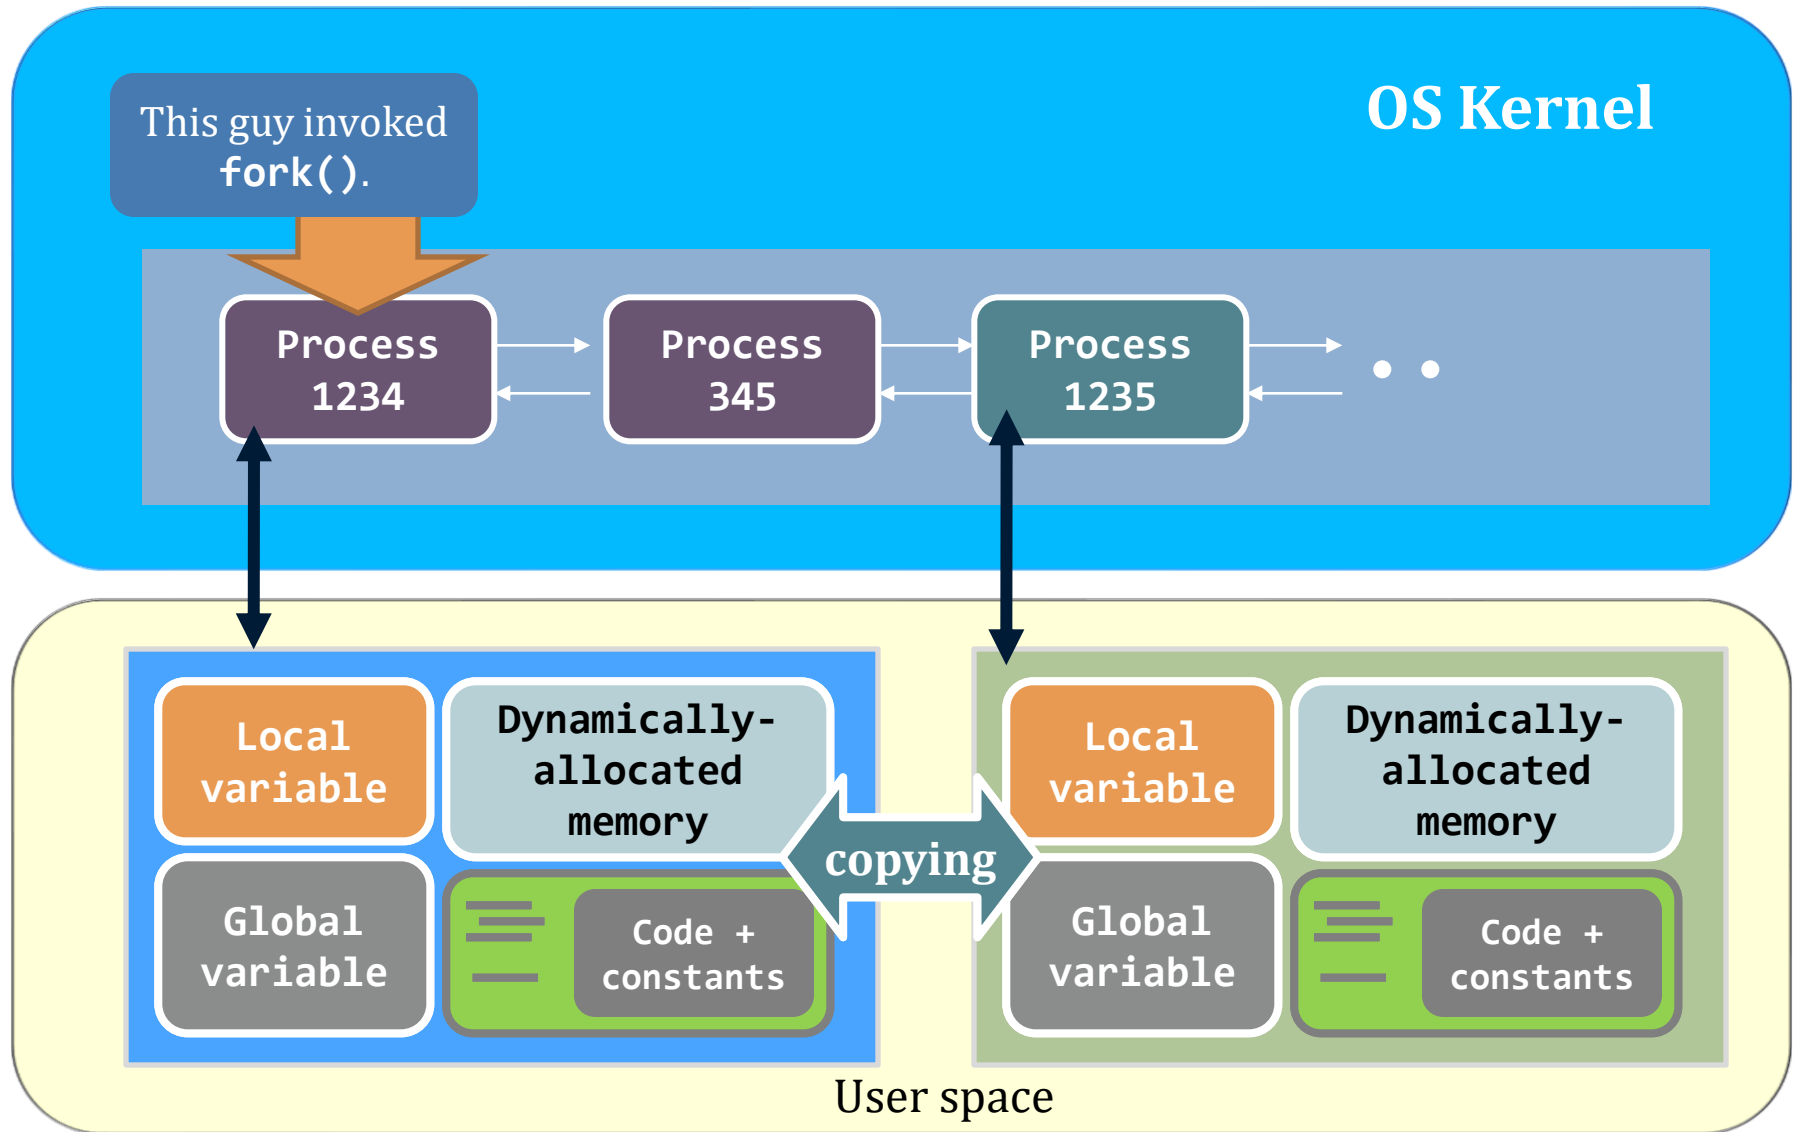 This guy invoked
fork().
OS Kernel
Process
1234
Process
345
Process
1235
Local
variable
Dynamically-
allocated
memory
Global
variable
Code +
constants
copying
Local
variable
Dynamically-
allocated
memory
Global
variable
Code +
constants
User space